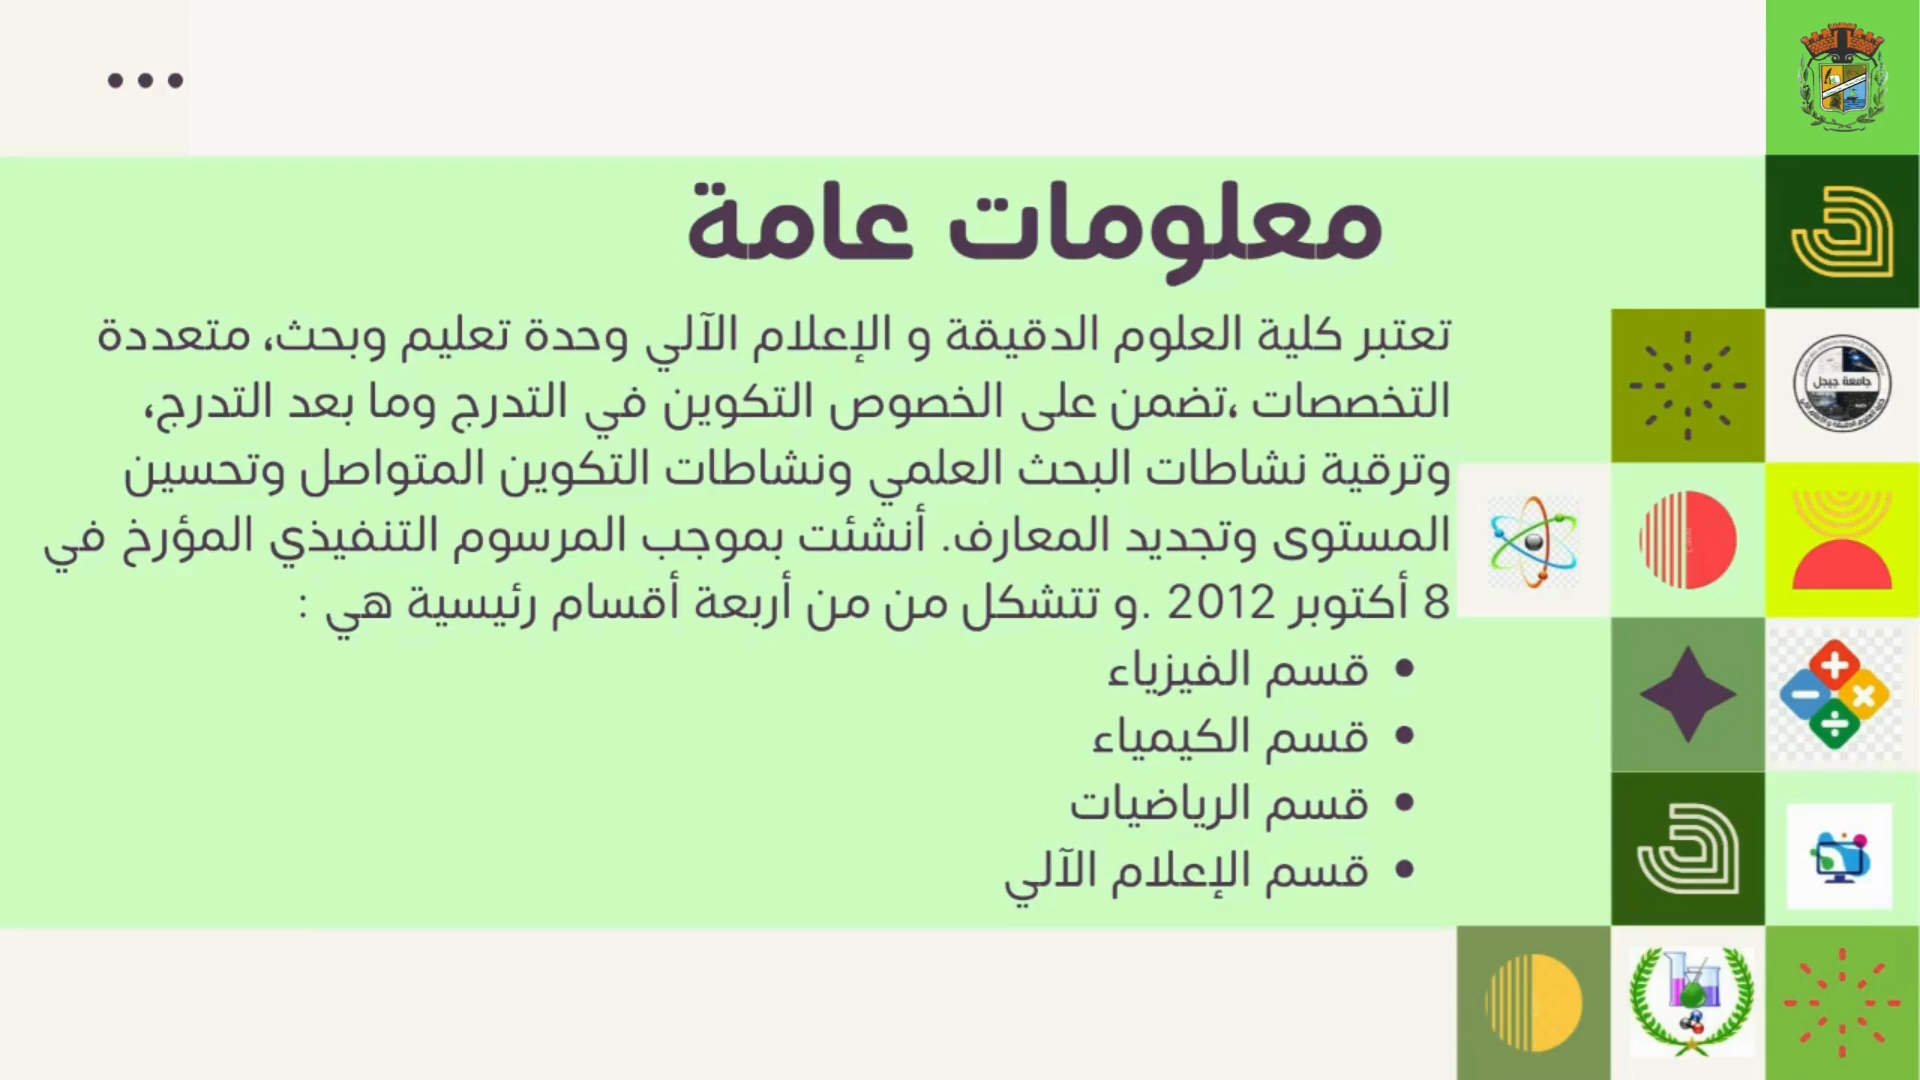 معلومات عامة
تعتبر كلية العلوم الدقيقة و الإعلام الآلي وحدة تعليم وبحث، متعددة
التخصصات ،تضمن على الخصوص التكوين في التدرج وما بعد التدرج،
وترقية نشاطات البحث العلمي ونشاطات التكوين المتواصل وتحسين
المستوى وتجديد المعارف. أنشئت بموجب المرسوم التنفيذي المؤرخ في
8 أكتوبر 2012 .و تتشكل من من أربعة أقسام رئيسية هي :
• قسم الفيزياء
• قسم الكيمياء
• قسم الرياضيات
• قسم الإعلام الآلي
جامعة جيجل